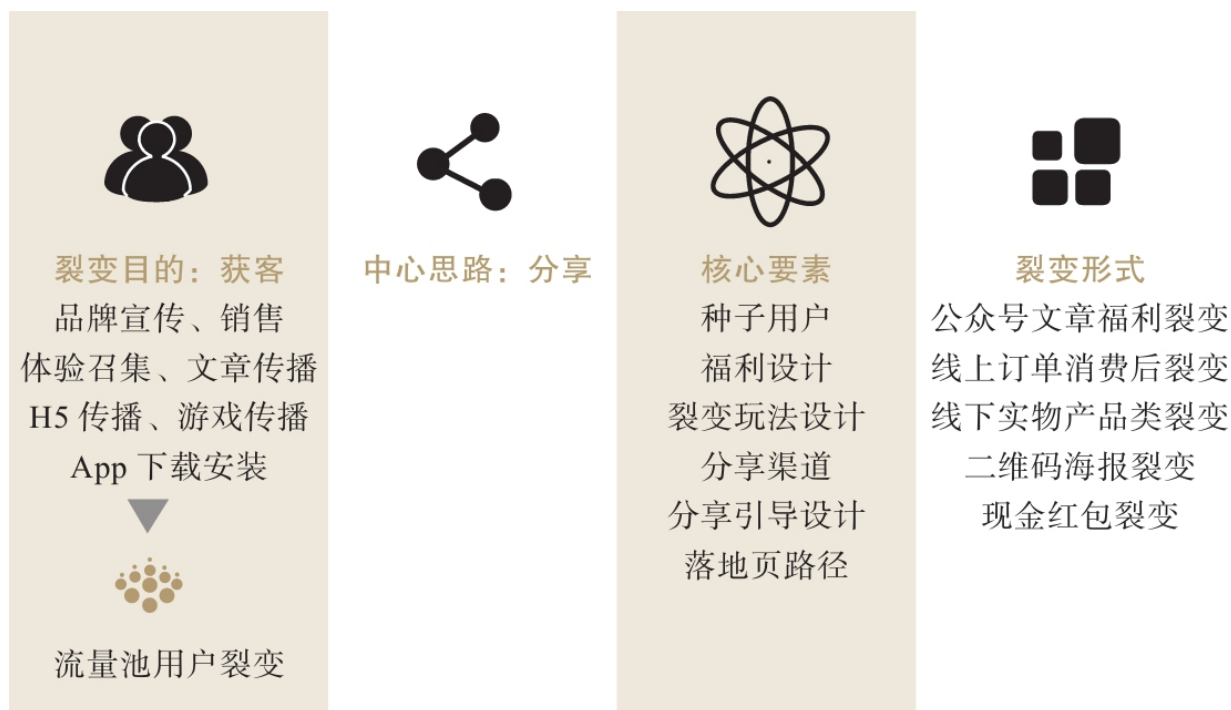 裂变目的：获客
品牌宣传、销售
体验召集、文章传播
H5 传播、游戏传播
App 下载安装
流量池用户裂变
中心思路：分享
核心要素
种子用户
福利设计
裂变玩法设计
分享渠道
分享引导设计
落地页路径
裂变形式
公众号文章福利裂变
线上订单消费后裂变
线下实物产品类裂变
二维码海报裂变
现金红包裂变